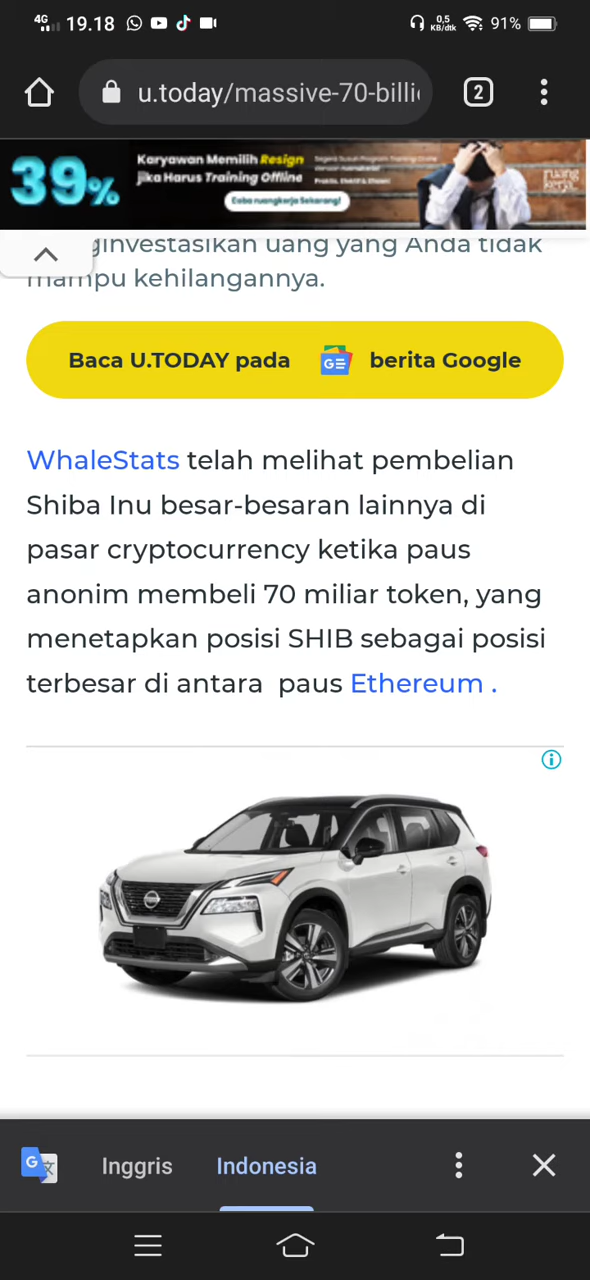 4G 19.18 0,5 KB/dtk 91%
u.today/massive-70-billi 2
39%
Karyawan Memilih Resign
jika Harus Training Offline
Coba ruangkerja Sekarang!
ruang
kerja
ginvestasikan uang yang Anda tidak
mampu kehilangannya.
Baca U.TODAY pada GE berita Google
WhaleStats telah melihat pembelian
Shiba Inu besar-besaran lainnya di
pasar cryptocurrency ketika paus
anonim membeli 70 miliar token, yang
menetapkan posisi SHIB sebagai posisi
terbesar di antara paus Ethereum .
G 文 Inggris Indonesia